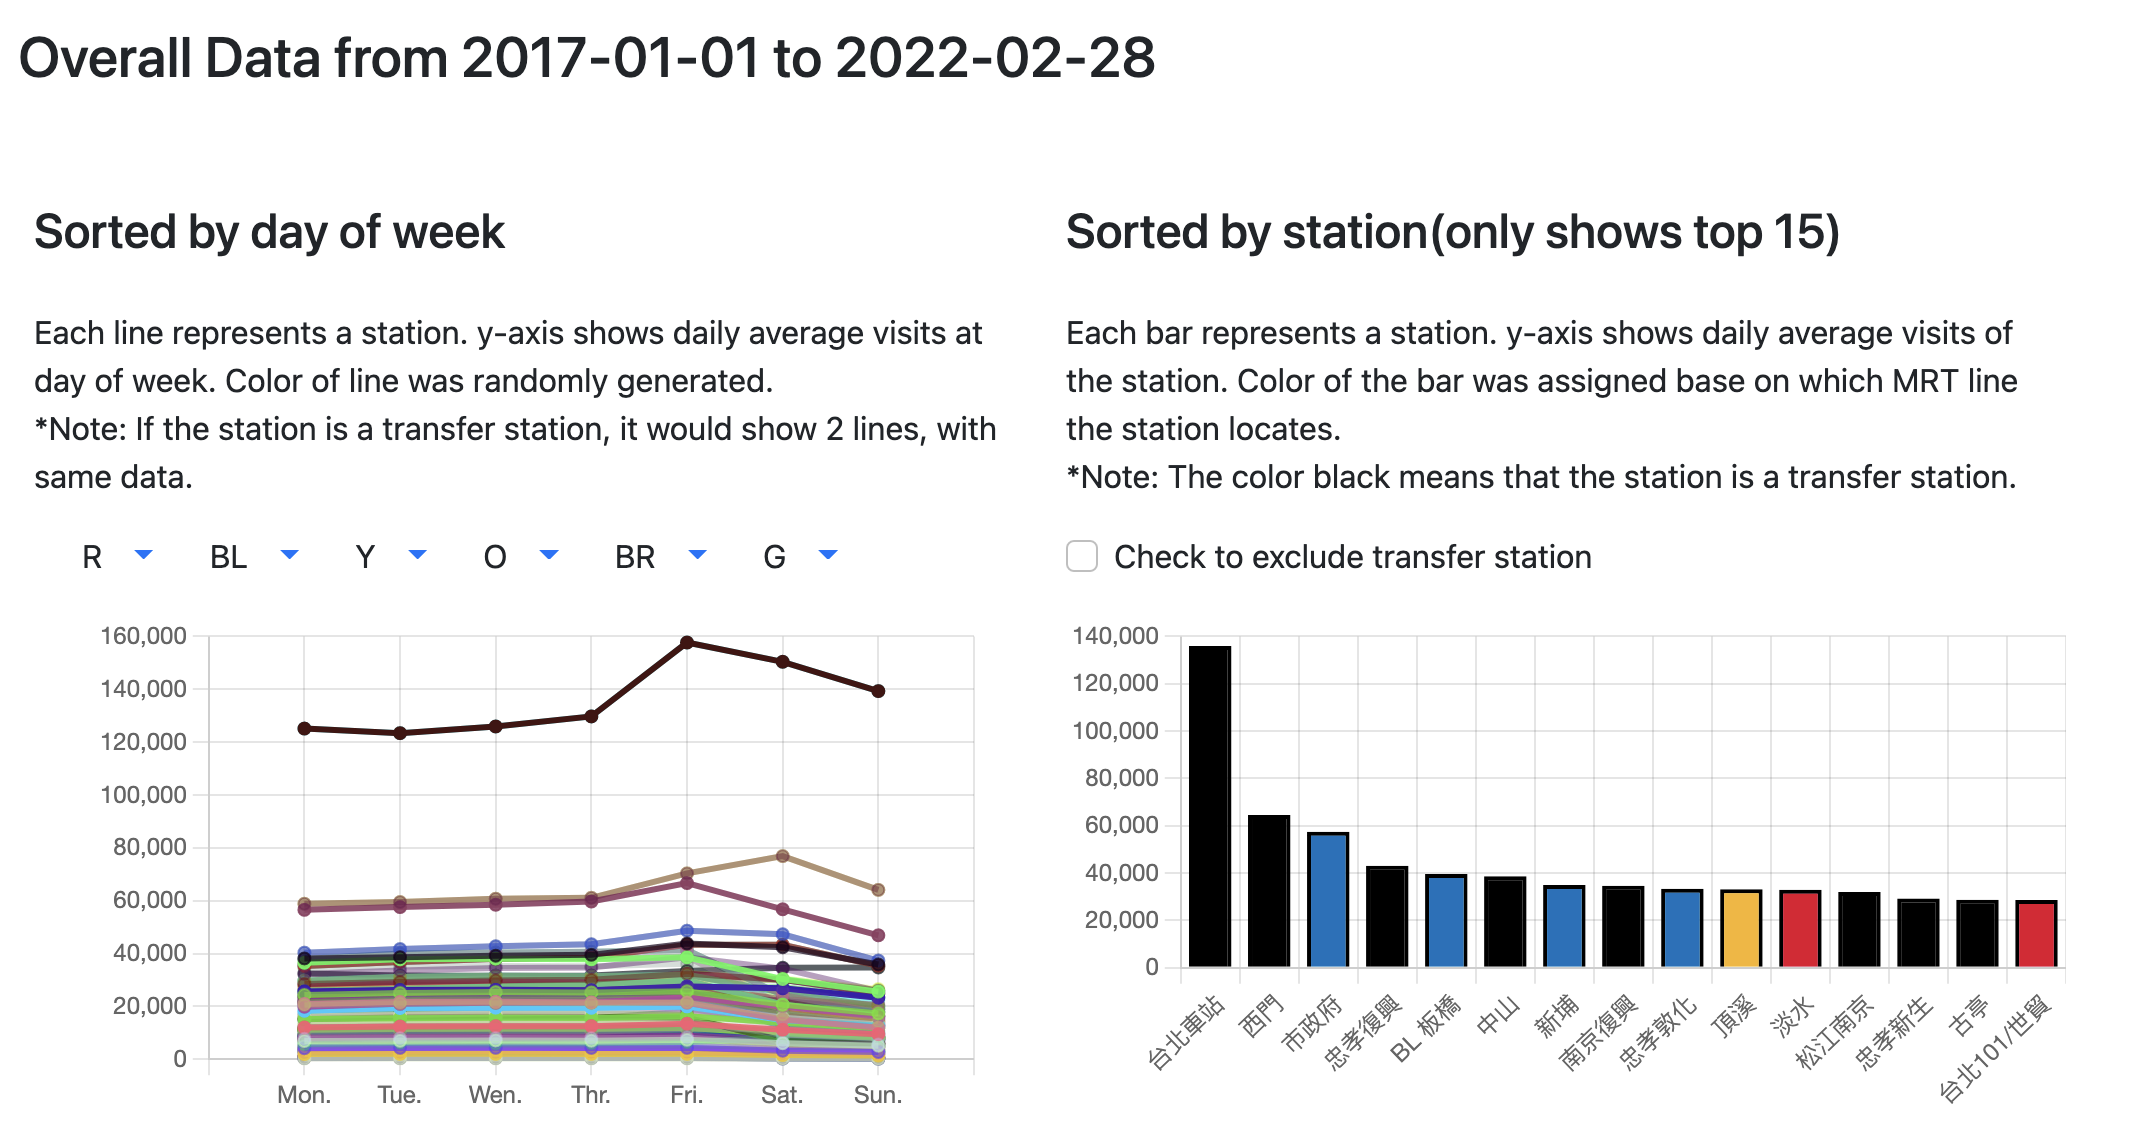 Overall Data from 2017-01-01 to 2022-02-28
Sorted by day of week
Each line represents a station. y-axis shows daily average visits at
day of week. Color of line was randomly generated.
*Note: If the station is a transfer station, it would show 2 lines, with
same data.
R BL Y O BR G
160,000
140,000
120,000
100,000
80,000
60,000
40,000
20,000
0
Mon. Tue. Wen. Thr. Fri. Sat. Sun.
Sorted by station(only shows top 15)
Each bar represents a station. y-axis shows daily average visits of
the station. Color of the bar was assigned base on which MRT line
the station locates.
*Note: The color black means that the station is a transfer station.
Check to exclude transfer station
140,000
120,000
100,000
80,000
60,000
40,000
20,000
0
台北車站
西門
市政府
忠孝復興
BL 板橋
中山
新埔
南京復興
忠孝敦化
頂溪
淡水
松江南京
忠孝新生
古亭
台北101/世貿